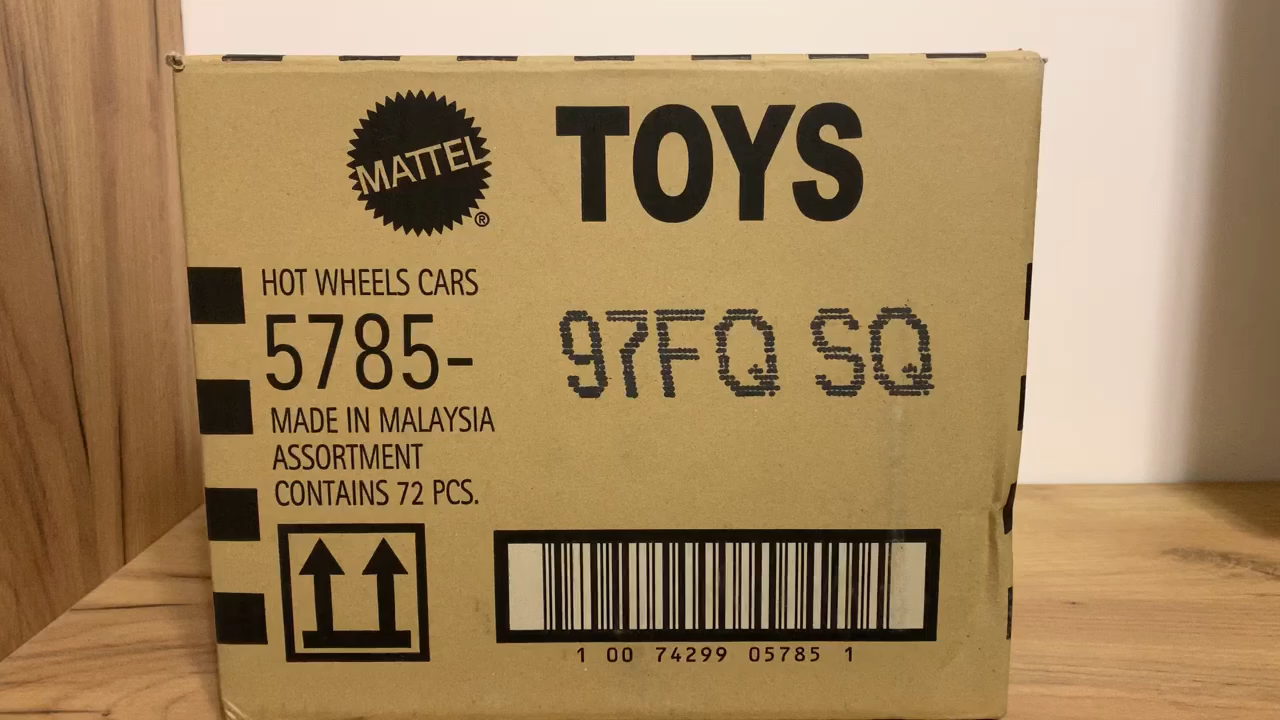 MATTEL®
TOYS
HOT WHEELS CARS
5785-
97FQ SQ
MADE IN MALAYSIA
ASSORTMENT
CONTAINS 72 PCS.
1 00 74299 05785 1